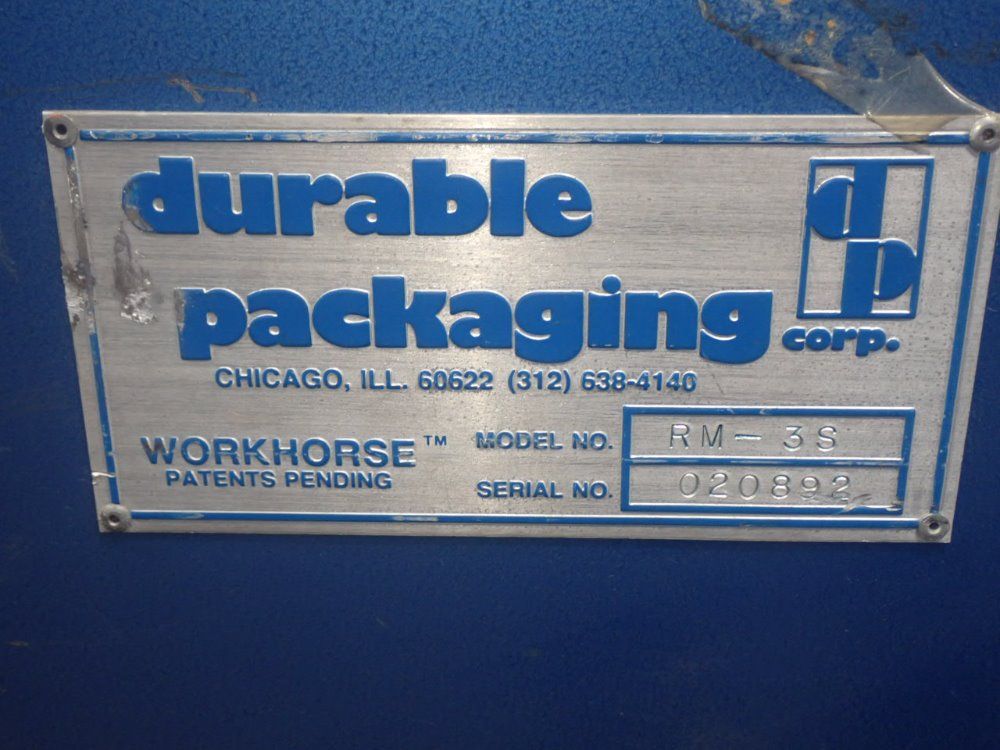 durable
packaging
dp
corp.
CHICAGO, ILL. 60622 (312) 638-4140
WORKHORSE™
PATENTS PENDING
MODEL NO. RM-3S
SERIAL NO. 020892